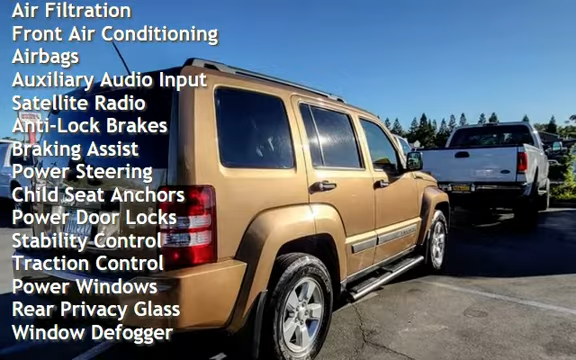 Air Filtration
Front Air Conditioning
Airbags
Auxiliary Audio Input
Satellite Radio
Anti-Lock Brakes
Braking Assist
Power Steering
Child Seat Anchors
Power Door Locks
Stability Control
Traction Control
Power Windows
Rear Privacy Glass
Window Defogger